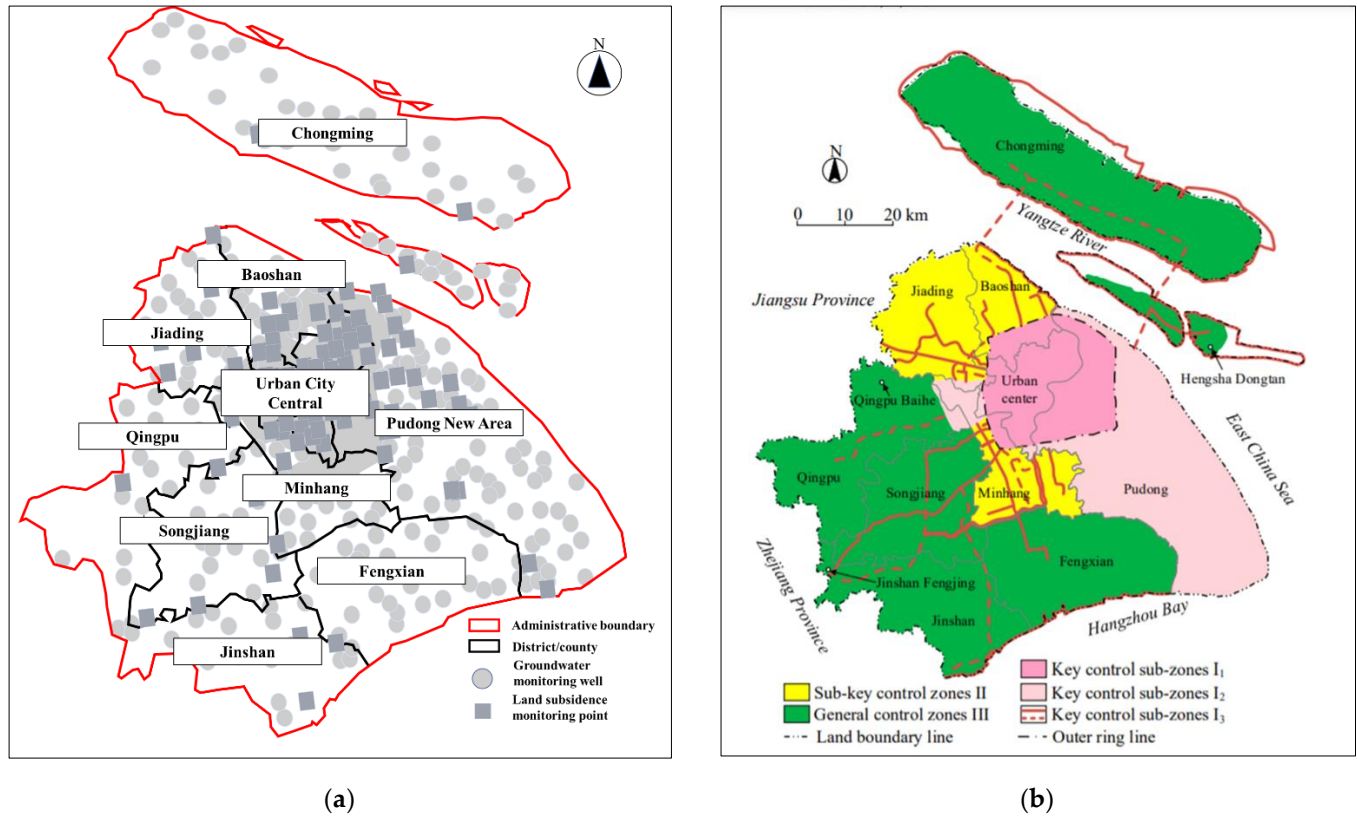 N
Chongming
Baoshan
Jiading
Urban City
Central
Qingpu
Pudong New Area
Minhang
Songjiang
Fengxian
Jinshan
Administrative boundary
District/county
Groundwater
monitoring well
Land subsidence
monitoring point
(a)
N
0 10 20 km
Chongming
Yangtze River
Jiangsu Province
Jiading
Baoshan
Hengsha Dongtan
Urban
center
Qingpu Baihe
East China Sea
Qingpu
Songjiang
Minhang
Pudong
Zhejiang Province
Jinshan Fengjing
Fengxian
Jinshan
Hangzhou Bay
Sub-key control zones II
General control zones III
Land boundary line
Key control sub-zones I₁
Key control sub-zones I₂
Key control sub-zones I₃
Outer ring line
(b)